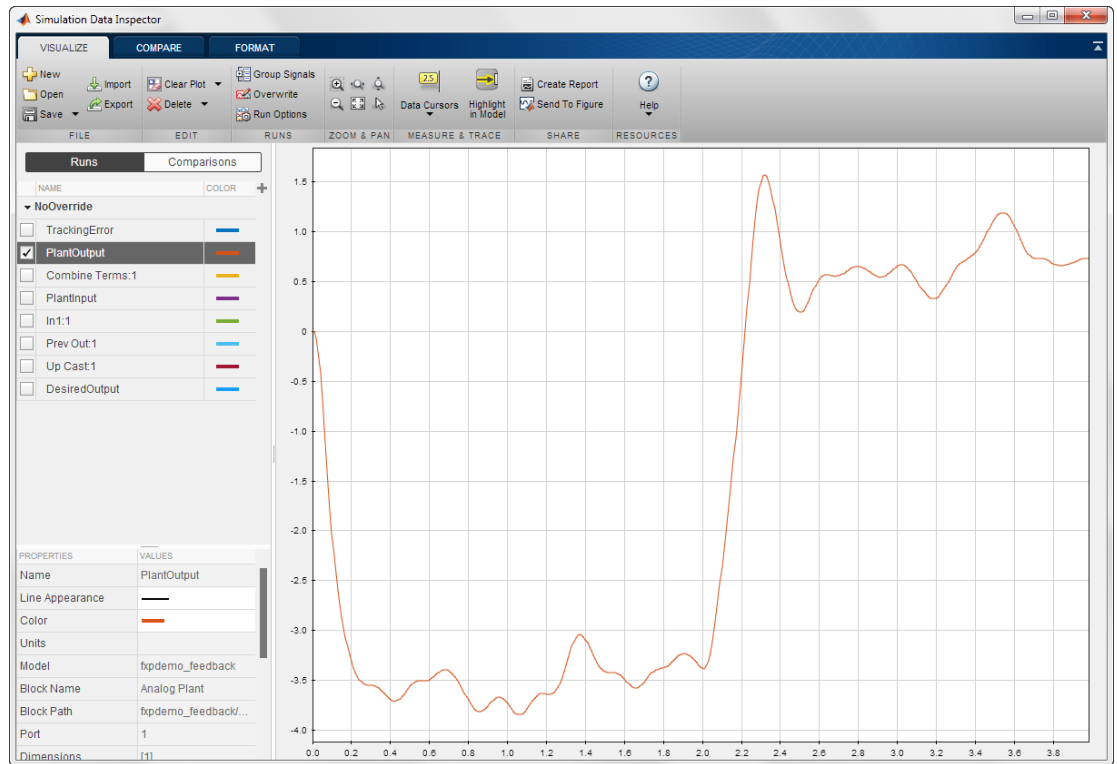 Simulation Data Inspector
VISUALIZE COMPARE FORMAT
New Import Clear Plot Group Signals 2.5 Create Report ?
Open Export Delete Overwrite Data Cursors Highlight in Model Send To Figure Help
Save Run Options
FILE EDIT RUNS ZOOM & PAN MEASURE & TRACE SHARE RESOURCES
Runs Comparisons
NAME COLOR
NoOverride
TrackingError
PlantOutput
Combine Terms:1
PlantInput
In1:1
Prev Out:1
Up Cast:1
DesiredOutput
PROPERTIES VALUES
Name PlantOutput
Line Appearance
Color
Units
Model fxpdemo_feedback
Block Name Analog Plant
Block Path fxpdemo_feedback/...
Port 1
Dimensions [1]
1.5
1.0
0.5
0
-0.5
-1.0
-1.5
-2.0
-2.5
-3.0
-3.5
-4.0
0.0 0.2 0.4 0.6 0.8 1.0 1.2 1.4 1.6 1.8 2.0 2.2 2.4 2.6 2.8 3.0 3.2 3.4 3.6 3.8